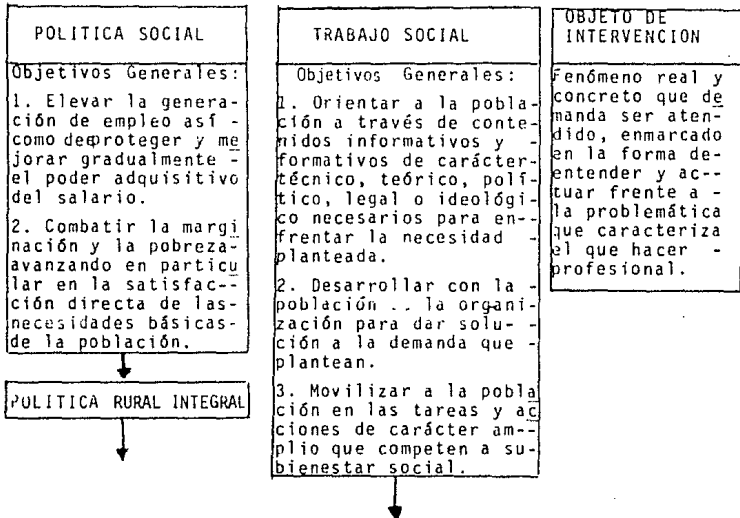 POLITICA SOCIAL
Objetivos Generales:
1. Elevar la genera-
ción de empleo así -
como deproteger y me
jorar gradualmente -
el poder adquisitivo
del salario.
2. Combatir la margi
nación y la pobreza-
avanzando en particu
lar en la satisfac--
ción directa de las-
necesidades básicas-
de la población.
POLITICA RURAL INTEGRAL
TRABAJO SOCIAL
Objetivos Generales:
1. Orientar a la pobla-
ción a través de conte-
nidos informativos y -
formativos de carácter-
técnico, teórico, polí-
tico, legal o ideológi-
co necesarios para en--
frentar la necesidad -
planteada.
2. Desarrollar con la -
población .. la organi-
zación para dar solu- -
ción a la demanda que -
plantean.
3. Movilizar a la pobla
ción en las tareas y ac
ciones de carácter am--
plio que competen a su-
bienestar social.
OBJETO DE
INTERVENCION
Fenómeno real y
concreto que de
manda ser aten-
dido, enmarcado
en la forma de-
entender y ac--
tuar frente a -
la problemática
que caracteriza
el que hacer -
profesional.